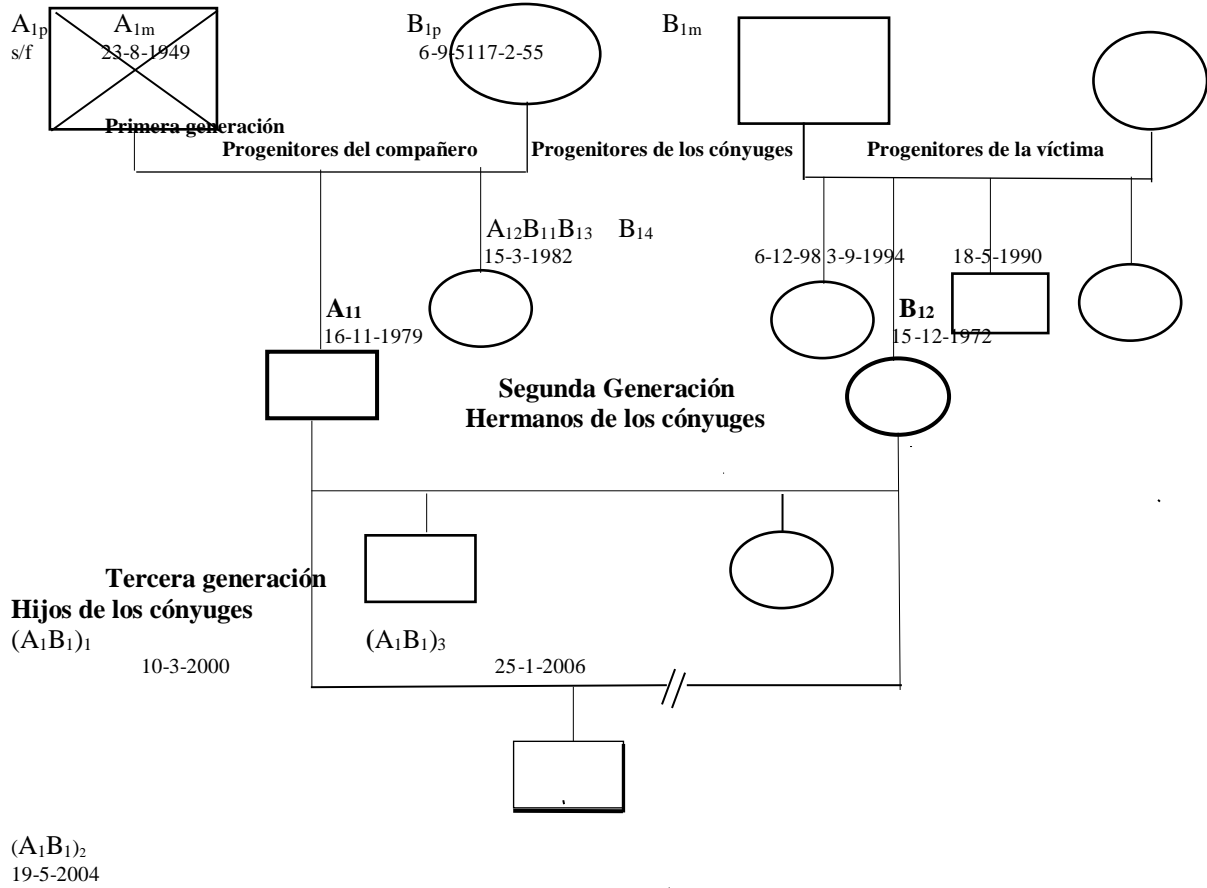 A1p A1m B1p B1m
s/f 23-8-1949 6-9-5117-2-55
Primera generación
Progenitores del compañero Progenitores de los cónyuges Progenitores de la víctima
A12B11B13 B14
15-3-1982 6-12-98 3-9-1994 18-5-1990
A11 B12
16-11-1979 15-12-1972
Segunda Generación
Hermanos de los cónyuges
Tercera generación
Hijos de los cónyuges
(A1B1)1 (A1B1)3
10-3-2000 25-1-2006
(A1B1)2
19-5-2004